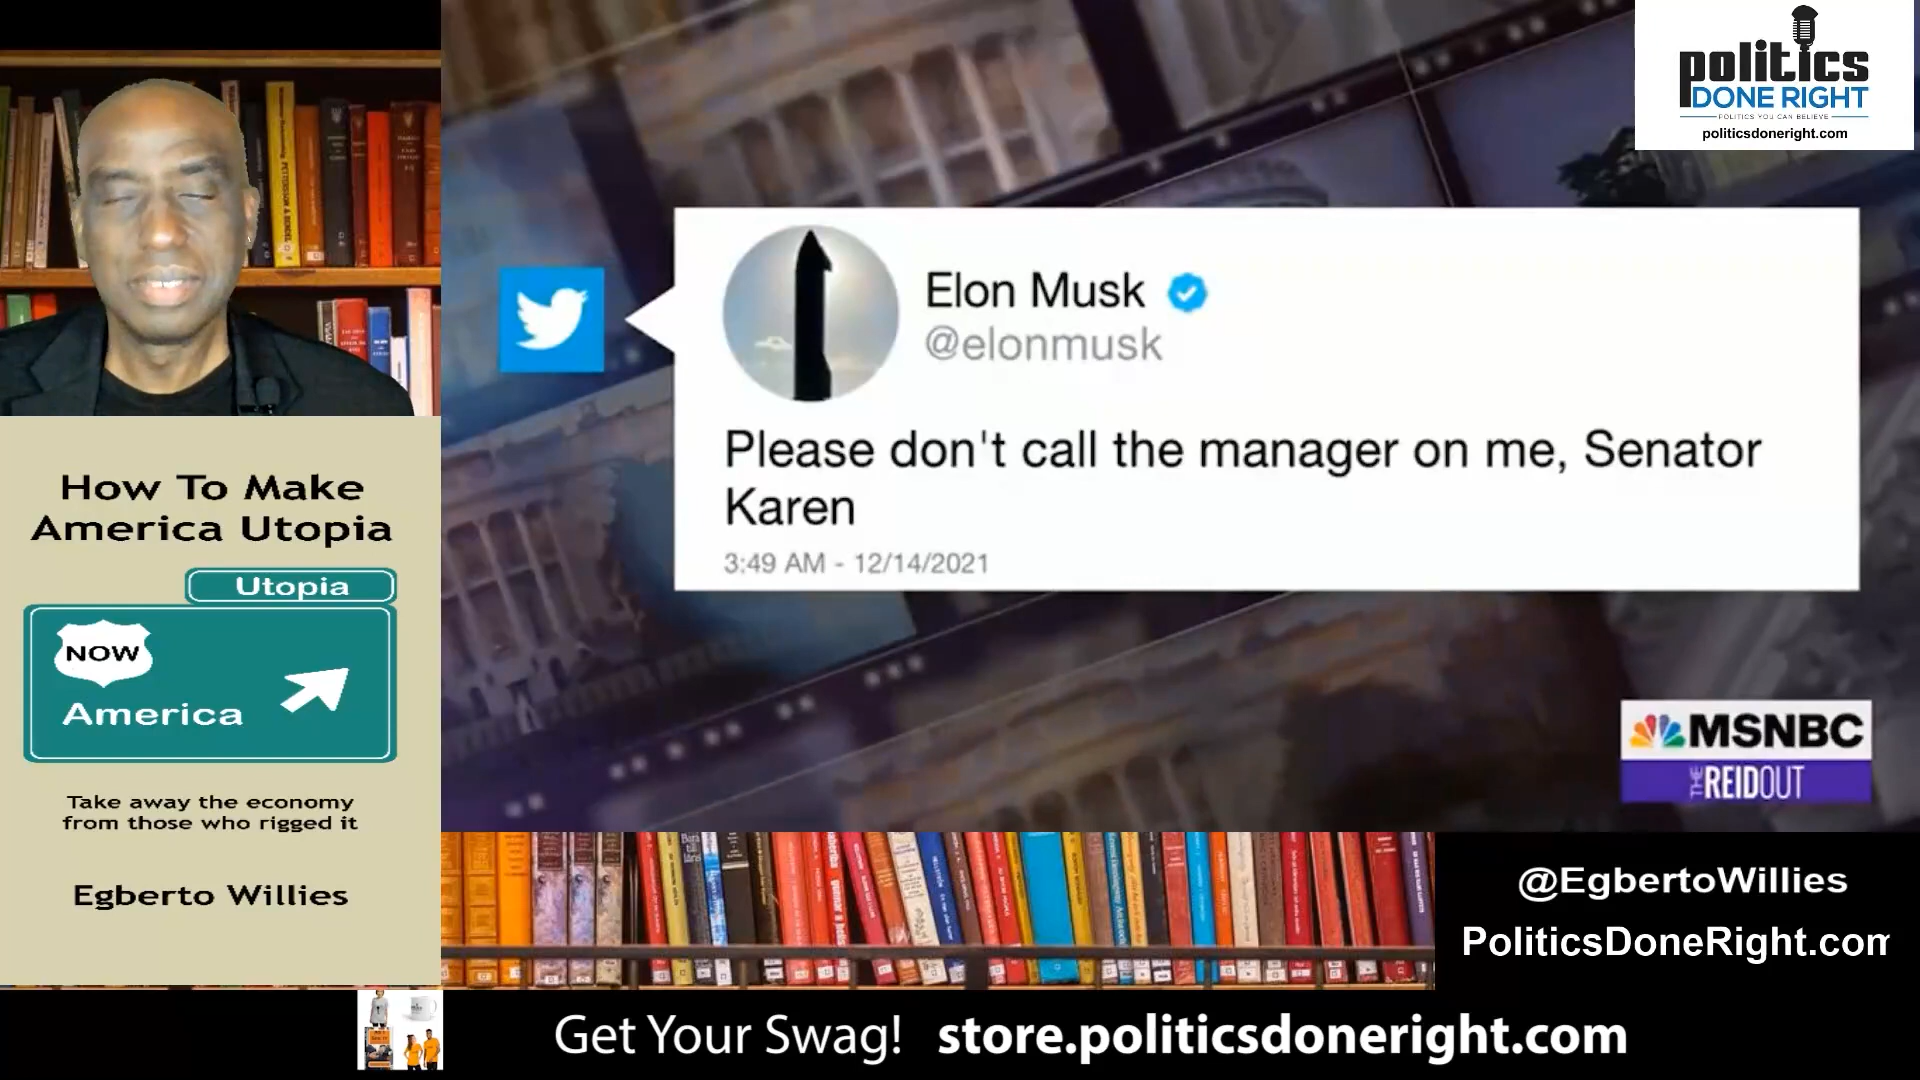 politics
DONE RIGHT
POLITICS YOU CAN BELIEVE
politicsdoneright.com
Elon Musk
@elonmusk
Please don't call the manager on me, Senator
Karen
3:49 AM - 12/14/2021
How To Make
America Utopia
Utopia
NOW
America
Take away the economy
from those who rigged it
Egberto Willies
MSNBC
THE REIDOUT
@EgbertoWillies
PoliticsDoneRight.com
Get Your Swag! store.politicsdoneright.com